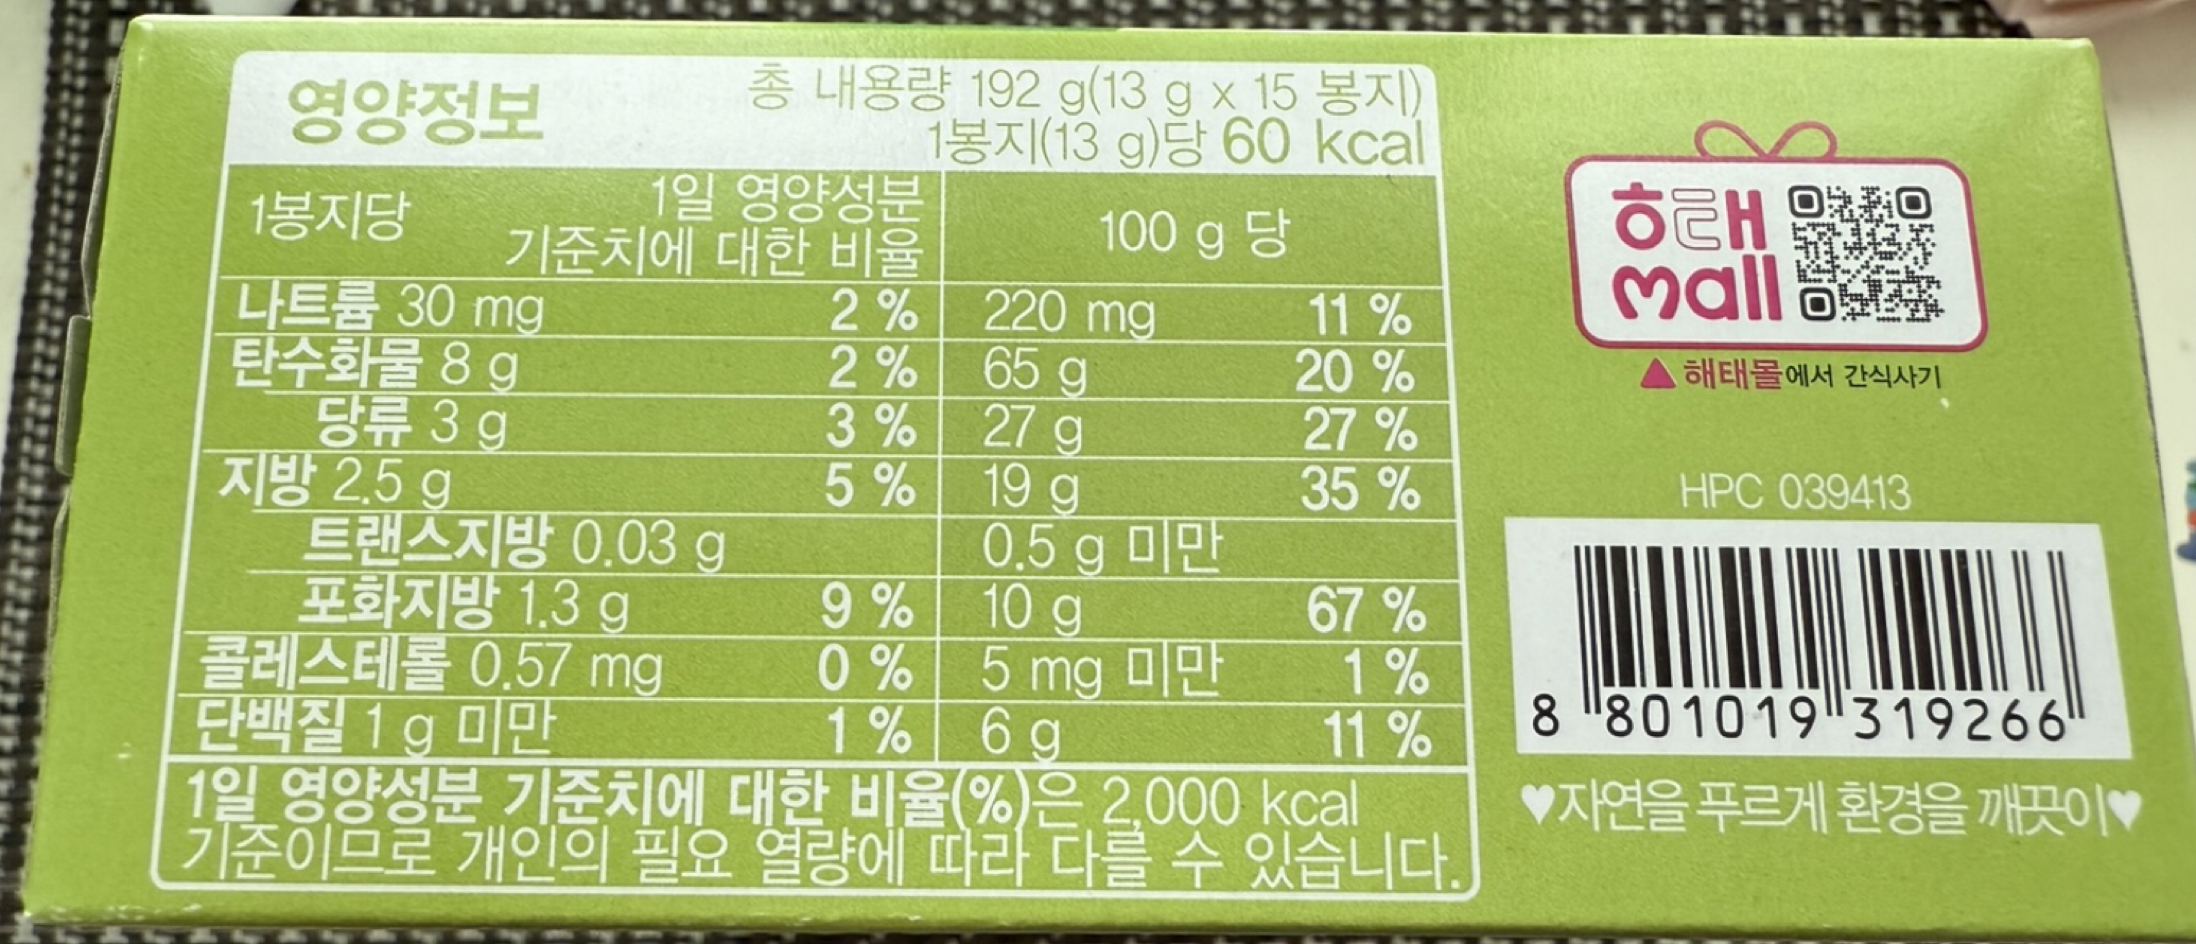 영양정보
총 내용량 192 g(13 g x 15 봉지)
1봉지(13 g)당 60 kcal
1봉지당 1일 영양성분 기준치에 대한 비율 100 g 당
나트륨 30 mg 2 % 220 mg 11 %
탄수화물 8 g 2 % 65 g 20 %
당류 3 g 3 % 27 g 27 %
지방 2.5 g 5 % 19 g 35 %
트랜스지방 0.03 g 0.5 g 미만
포화지방 1.3 g 9 % 10 g 67 %
콜레스테롤 0.57 mg 0 % 5 mg 미만 1 %
단백질 1 g 미만 1 % 6 g 11 %
1일 영양성분 기준치에 대한 비율(%)은 2,000 kcal
기준이므로 개인의 필요 열량에 따라 다를 수 있습니다.
해태
mall
▲해태몰에서 간식사기
HPC 039413
8 801019 319266
♥자연을 푸르게 환경을 깨끗이♥